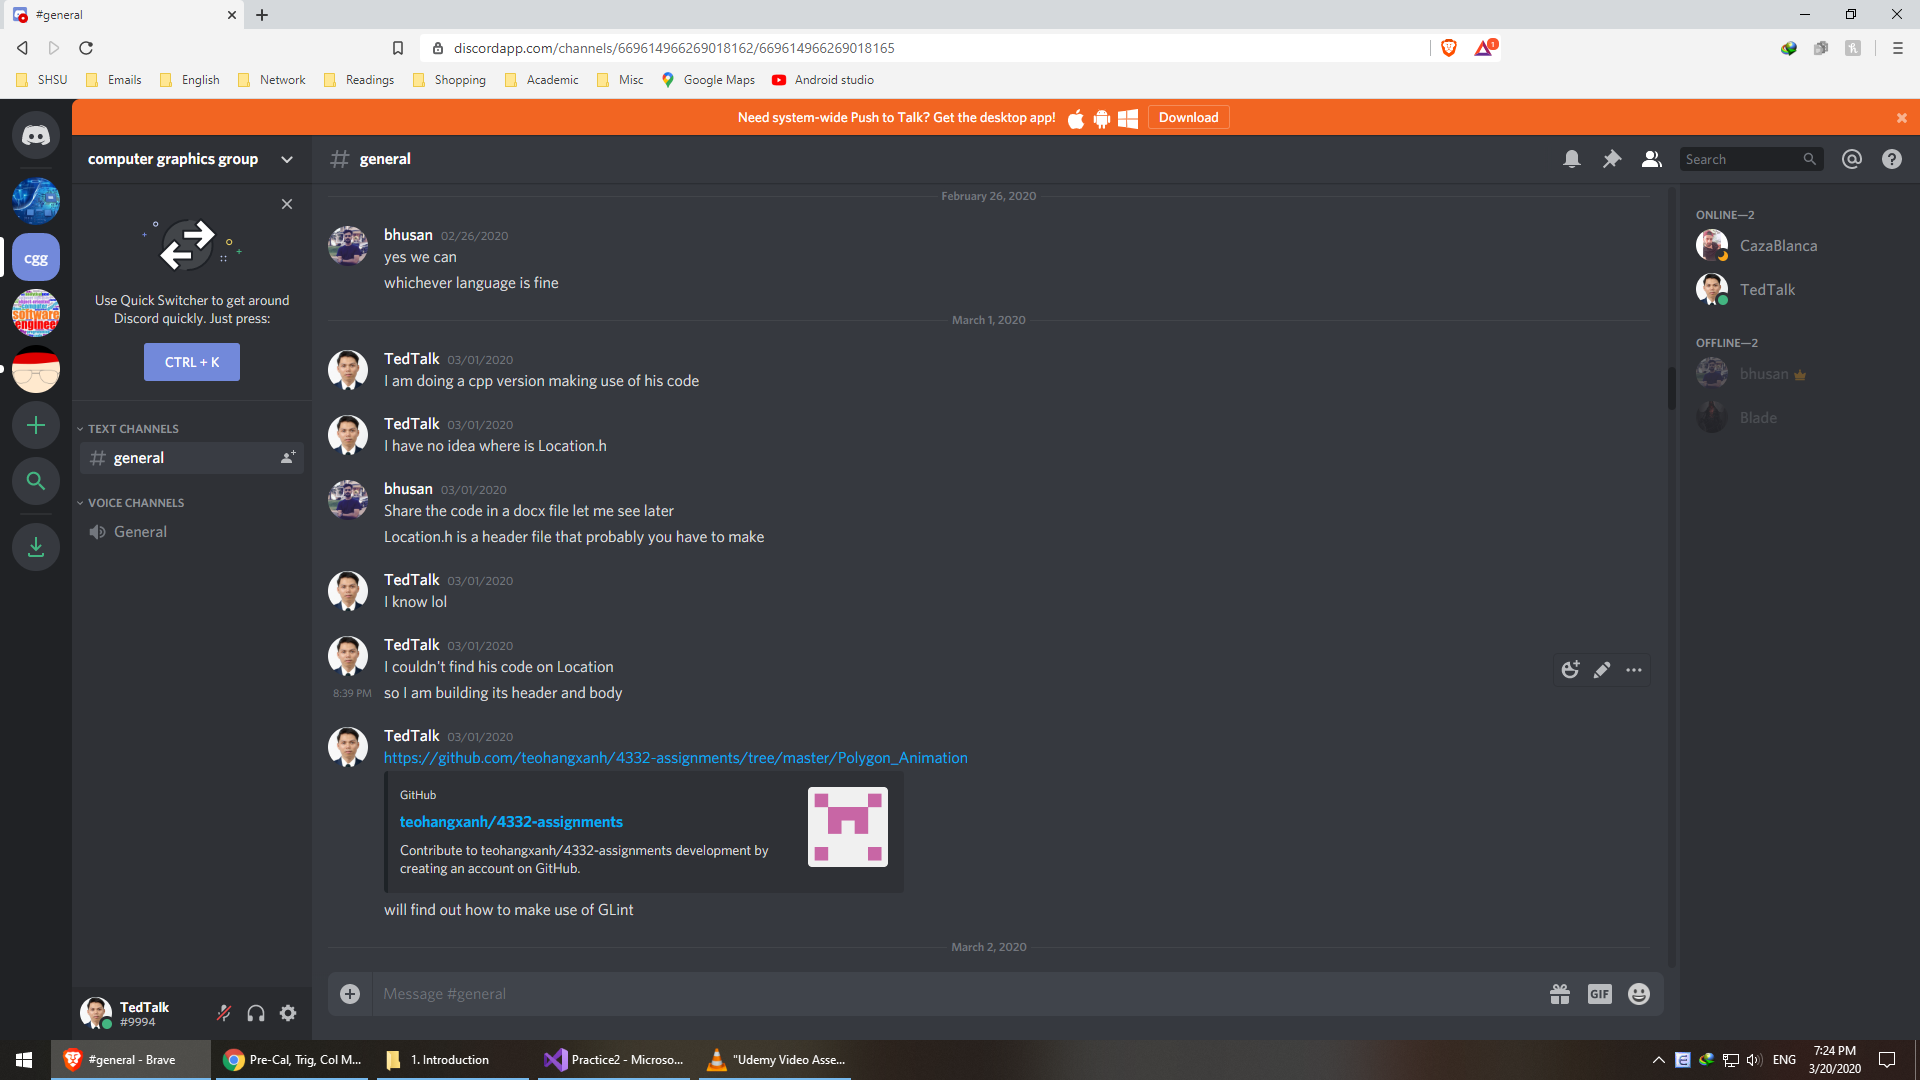 #general
discordapp.com/channels/669614966269018162/669614966269018165
1
SHSU
Emails
English
Network
Readings
Shopping
Academic
Misc
Google Maps
Android studio
Need system-wide Push to Talk? Get the desktop app!
Download
computer graphics group
general
Search
cgg
Use Quick Switcher to get around
Discord quickly. Just press:
CTRL + K
TEXT CHANNELS
general
VOICE CHANNELS
General
February 26, 2020
bhusan 02/26/2020
yes we can
whichever language is fine
March 1, 2020
TedTalk 03/01/2020
I am doing a cpp version making use of his code
TedTalk 03/01/2020
I have no idea where is Location.h
bhusan 03/01/2020
Share the code in a docx file let me see later
Location.h is a header file that probably you have to make
TedTalk 03/01/2020
I know lol
TedTalk 03/01/2020
I couldn't find his code on Location
8:39 PM so I am building its header and body
TedTalk 03/01/2020
https://github.com/teohangxanh/4332-assignments/tree/master/Polygon_Animation
GitHub
teohangxanh/4332-assignments
Contribute to teohangxanh/4332-assignments development by
creating an account on GitHub.
will find out how to make use of GLint
March 2, 2020
Message #general
GIF
ONLINE—2
CazaBlanca
TedTalk
OFFLINE—2
bhusan
Blade
TedTalk
#9994
#general - Brave
Pre-Cal, Trig, Col M...
1. Introduction
Practice2 - Microso...
"Udemy Video Asse...
ENG
7:24 PM
3/20/2020